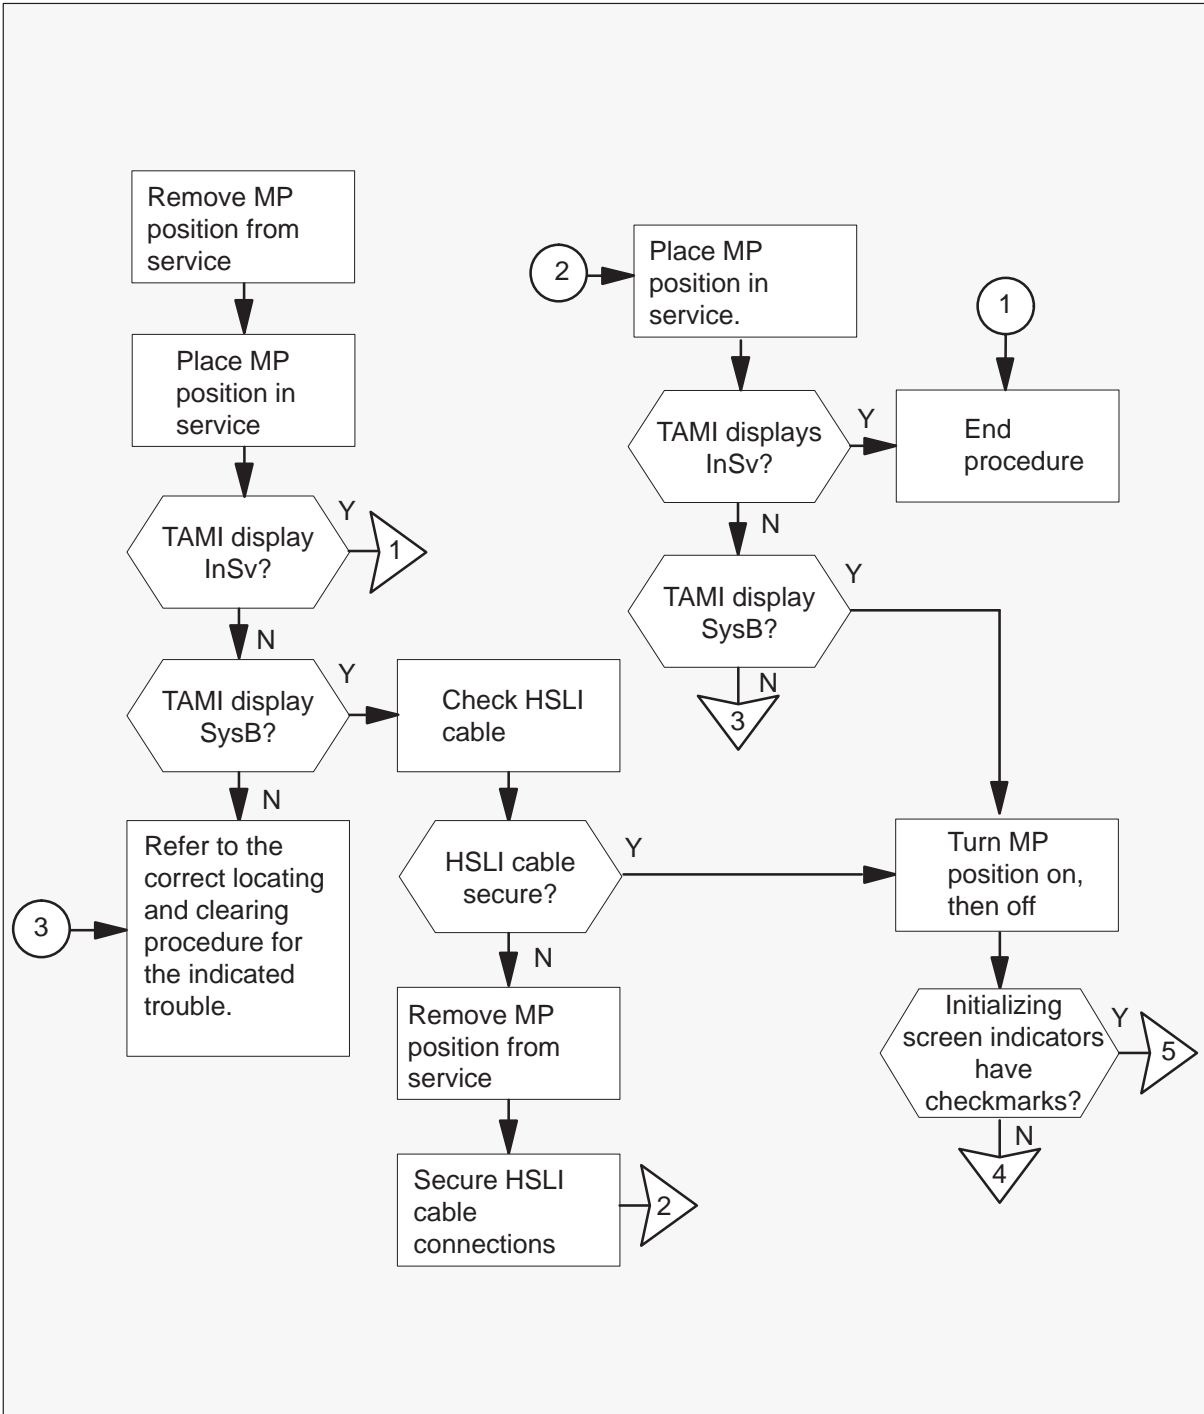 Remove MP
position from
service
Place MP
position in
service
TAMI display
InSv?
Y
1
N
TAMI display
SysB?
Y
N
Refer to the
correct locating
and clearing
procedure for
the indicated
trouble.
3
Check HSLI
cable
HSLI cable
secure?
Y
N
Remove MP
position from
service
Secure HSLI
cable
connections
2
2
Place MP
position in
service.
TAMI displays
InSv?
Y
N
1
End
procedure
TAMI display
SysB?
Y
N
3
Turn MP
position on,
then off
Initializing
screen indicators
have
checkmarks?
Y
5
N
4